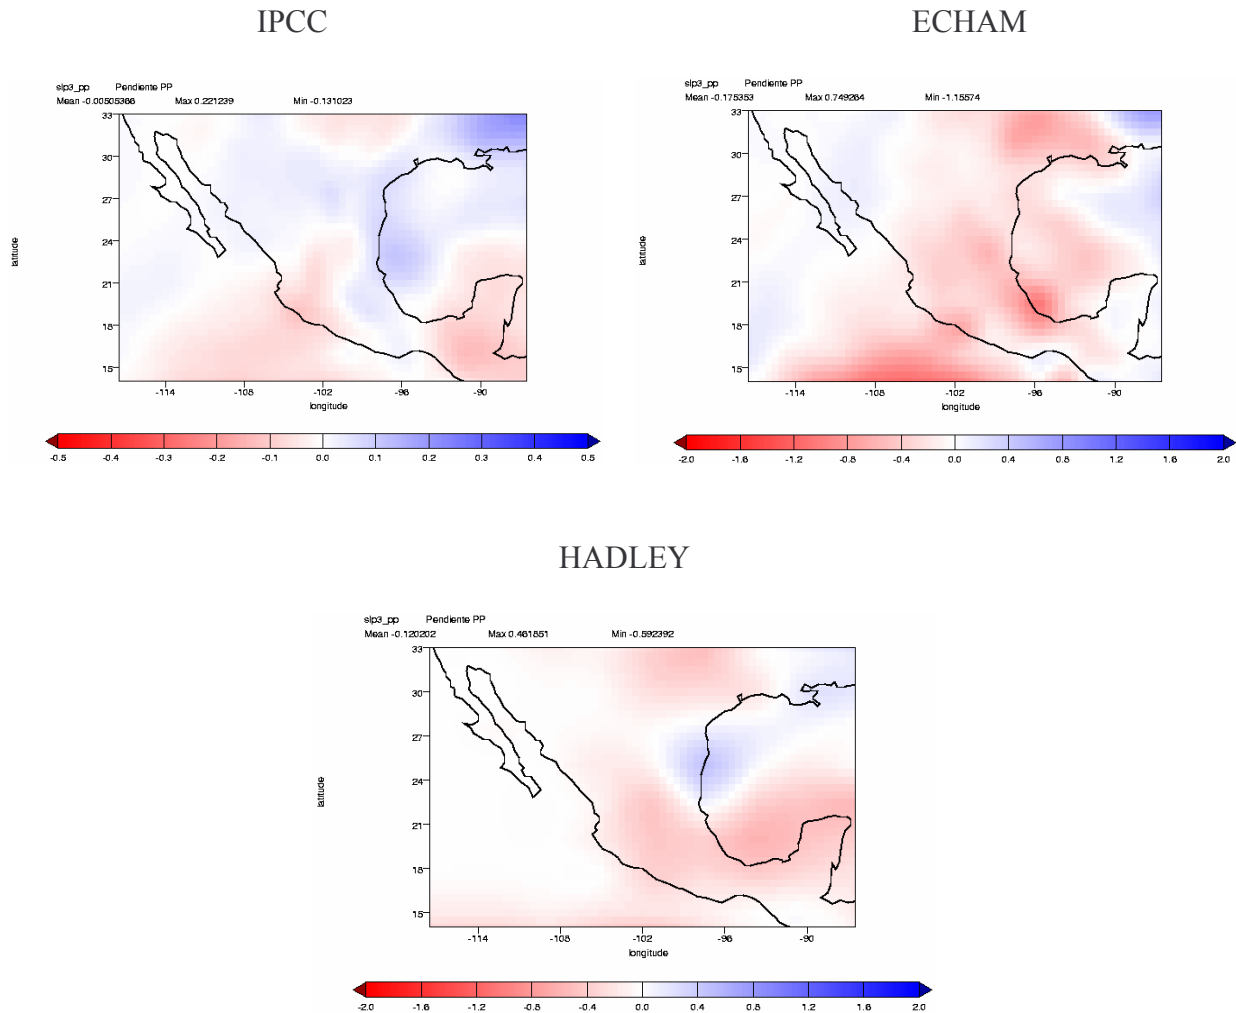 IPCC
slp3_pp Pendiente PP
Mean -0.00505366 Max 0.221239 Min -0.131023
33
30
27
24
21
18
15
latitude
-114 -108 -102 -96 -90
longitude
-0.5 -0.4 -0.3 -0.2 -0.1 0.0 0.1 0.2 0.3 0.4 0.5
ECHAM
slp3_pp Pendiente PP
Mean -0.175353 Max 0.749264 Min -1.15574
33
30
27
24
21
18
15
latitude
-114 -108 -102 -96 -90
longitude
-2.0 -1.6 -1.2 -0.8 -0.4 0.0 0.4 0.8 1.2 1.6 2.0
HADLEY
slp3_pp Pendiente PP
Mean -0.120202 Max 0.461851 Min -0.592392
33
30
27
24
21
18
15
latitude
-114 -108 -102 -96 -90
longitude
-2.0 -1.6 -1.2 -0.8 -0.4 0.0 0.4 0.8 1.2 1.6 2.0